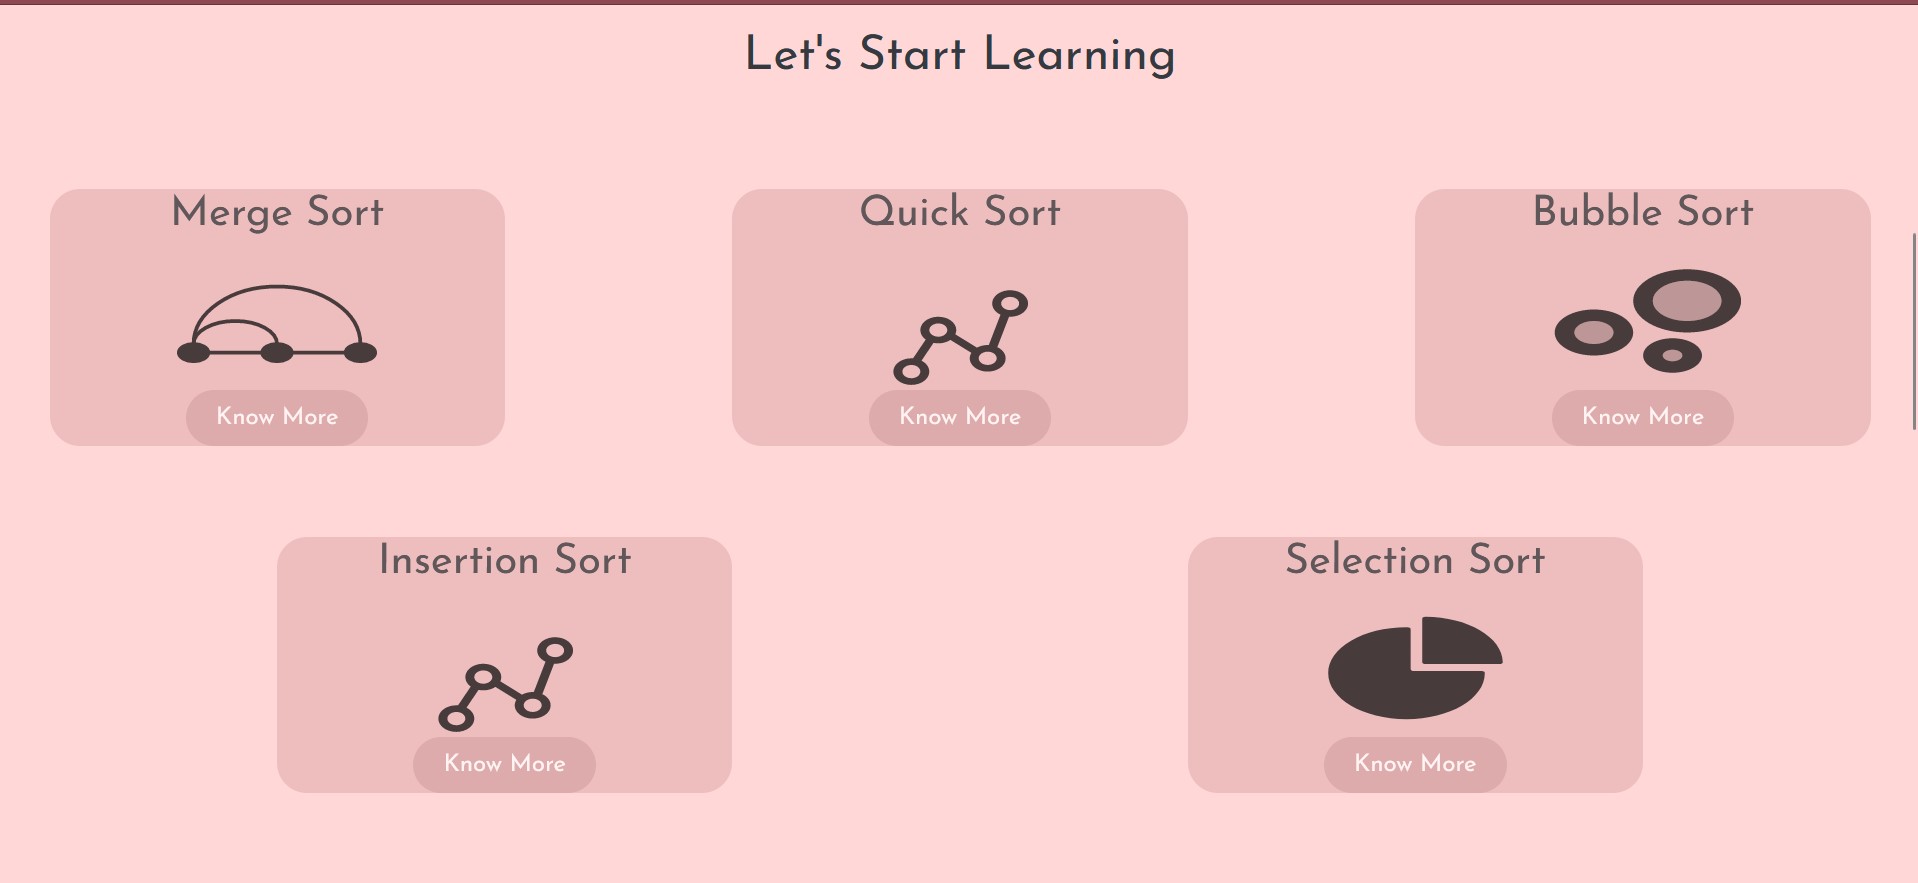 Let's Start Learning
Merge Sort
Know More
Quick Sort
Know More
Bubble Sort
Know More
Insertion Sort
Know More
Selection Sort
Know More